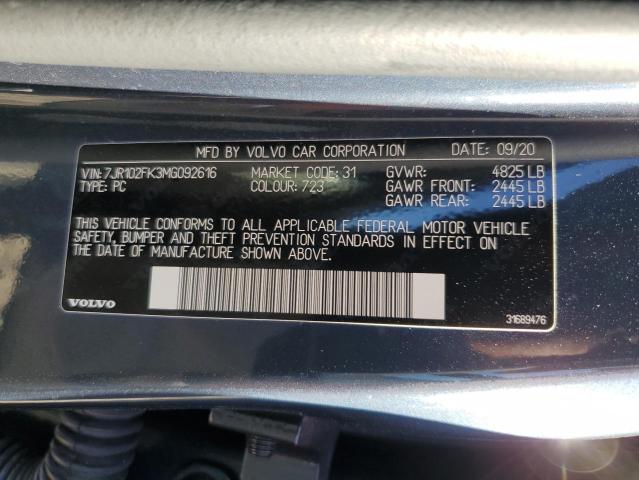 MFD BY VOLVO CAR CORPORATION DATE: 09/20
VIN: 7JR102FK3MG092616 MARKET CODE: 31 GVWR: 4825 LB
TYPE: PC COLOUR: 723 GAWR FRONT: 2445 LB
GAWR REAR: 2445 LB
THIS VEHICLE CONFORMS TO ALL APPLICABLE FEDERAL MOTOR VEHICLE
SAFETY, BUMPER AND THEFT PREVENTION STANDARDS IN EFFECT ON
THE DATE OF MANUFACTURE SHOWN ABOVE.
VOLVO 31689476